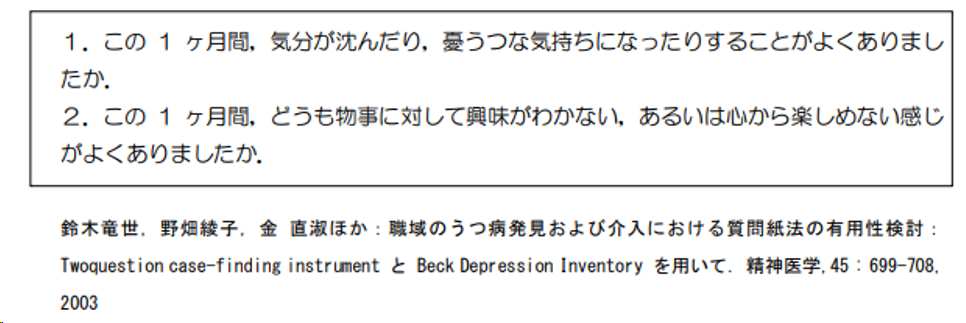 １．この 1 ヶ月間，気分が沈んだり，憂うつな気持ちになったりすることがよくありまし
たか．
２．この 1 ヶ月間，どうも物事に対して興味がわかない，あるいは心から楽しめない感じ
がよくありましたか．
鈴木竜世, 野畑綾子, 金 直淑ほか：職域のうつ病発見および介入における質問紙法の有用性検討：
Twoquestion case-finding instrument と Beck Depression Inventory を用いて. 精神医学,45：699-708,
2003